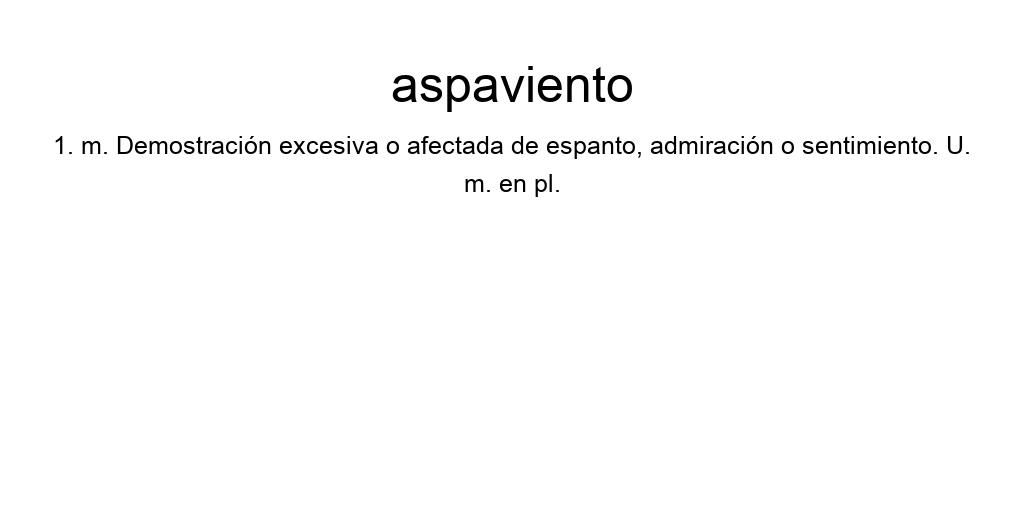 aspaviento
1. m. Demostración excesiva o afectada de espanto, admiración o sentimiento. U.
m. en pl.